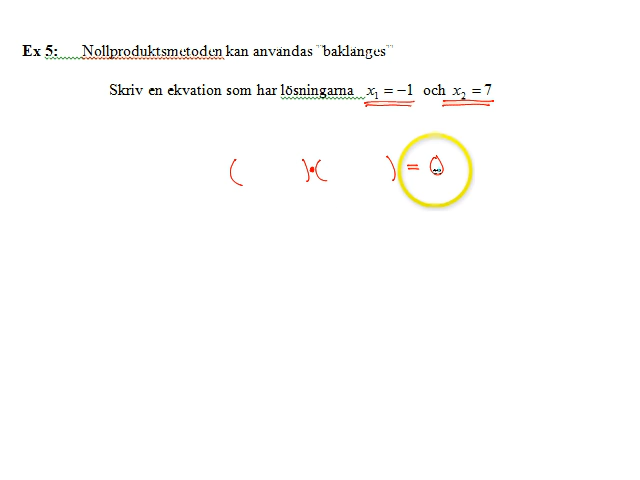 Ex 5: Nollproduktsmetoden kan användas "baklänges"
Skriv en ekvation som har lösningarna x₁ = −1 och x₂ = 7
( )•( ) = 0